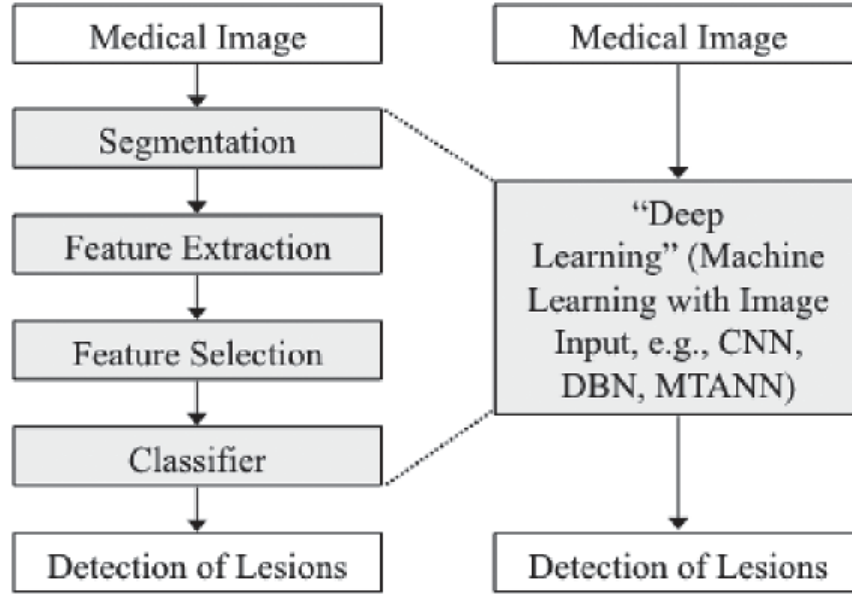 Medical Image
Segmentation
Feature Extraction
Feature Selection
Classifier
Detection of Lesions
Medical Image
“Deep
Learning” (Machine
Learning with Image
Input, e.g., CNN,
DBN, MTANN)
Detection of Lesions